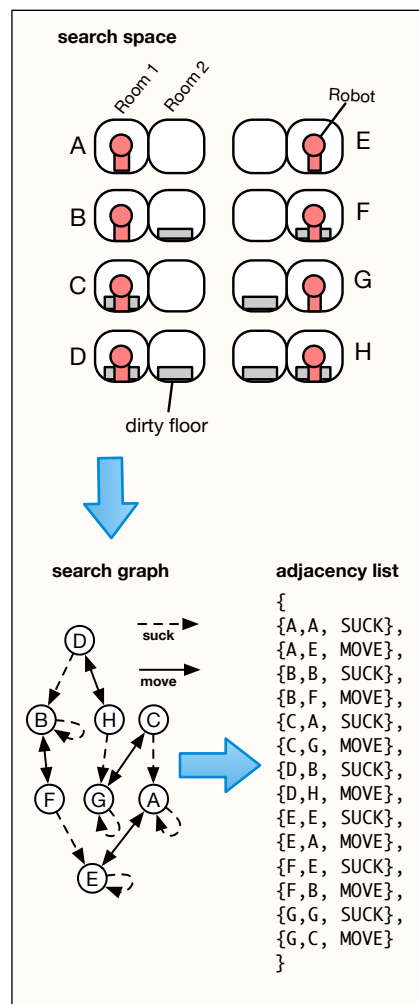 search space
Room 1
Room 2
Robot
A
E
B
F
C
G
D
H
dirty floor
search graph
adjacency list
suck
move
D
B
H
C
F
G
A
E
{
{A,A, SUCK},
{A,E, MOVE},
{B,B, SUCK},
{B,F, MOVE},
{C,A, SUCK},
{C,G, MOVE},
{D,B, SUCK},
{D,H, MOVE},
{E,E, SUCK},
{E,A, MOVE},
{F,E, SUCK},
{F,B, MOVE},
{G,G, SUCK},
{G,C, MOVE}
}